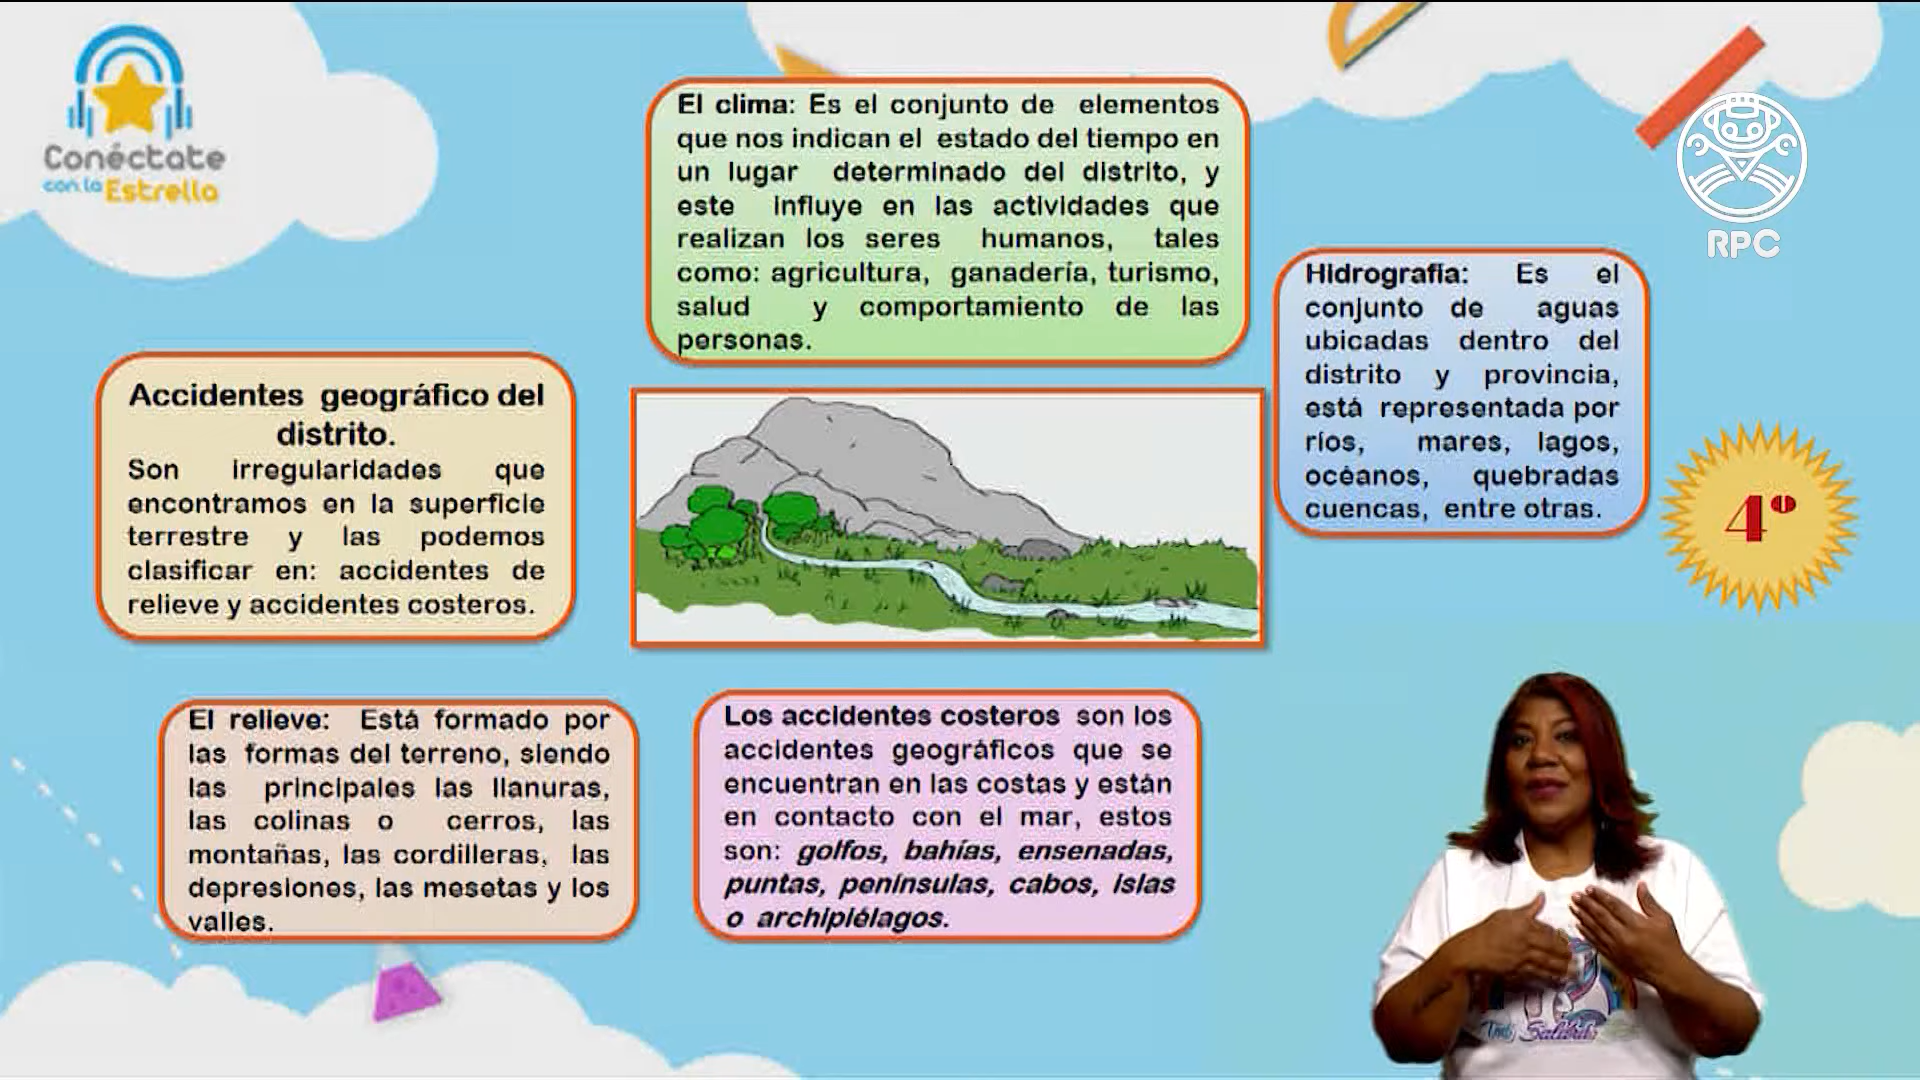 Conéctate
con la Estrella
El clima: Es el conjunto de elementos
que nos indican el estado del tiempo en
un lugar determinado del distrito, y
este influye en las actividades que
realizan los seres humanos, tales
como: agricultura, ganadería, turismo,
salud y comportamiento de las
personas.
RPC
Hidrografía: Es el
conjunto de aguas
ubicadas dentro del
distrito y provincia,
está representada por
ríos, mares, lagos,
océanos, quebradas
cuencas, entre otras.
Accidentes geográfico del
distrito.
Son irregularidades que
encontramos en la superficie
terrestre y las podemos
clasificar en: accidentes de
relieve y accidentes costeros.
4º
El relieve: Está formado por
las formas del terreno, siendo
las principales las llanuras,
las colinas o cerros, las
montañas, las cordilleras, las
depresiones, las mesetas y los
valles.
Los accidentes costeros son los
accidentes geográficos que se
encuentran en las costas y están
en contacto con el mar, estos
son: golfos, bahías, ensenadas,
puntas, penínsulas, cabos, islas
o archipiélagos.